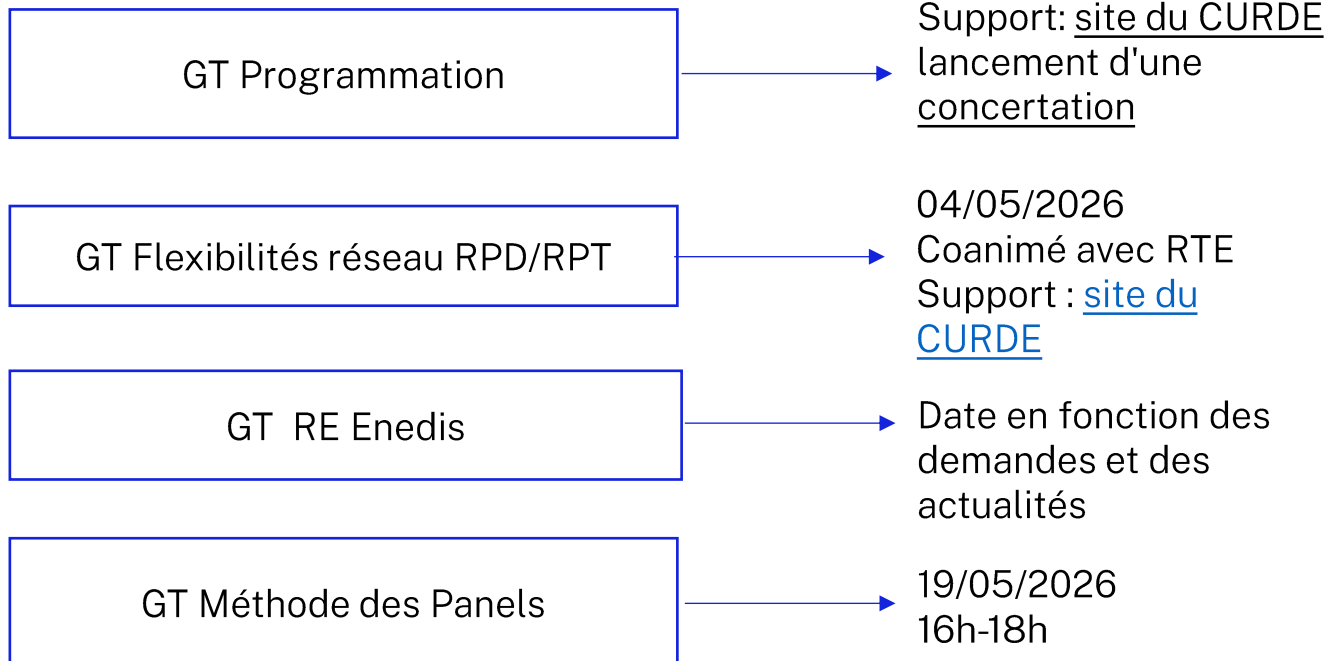 GT Programmation
Support: site du CURDE
lancement d'une
concertation
GT Flexibilités réseau RPD/RPT
04/05/2026
Coanimé avec RTE
Support : site du
CURDE
GT RE Enedis
Date en fonction des
demandes et des
actualités
GT Méthode des Panels
19/05/2026
16h-18h